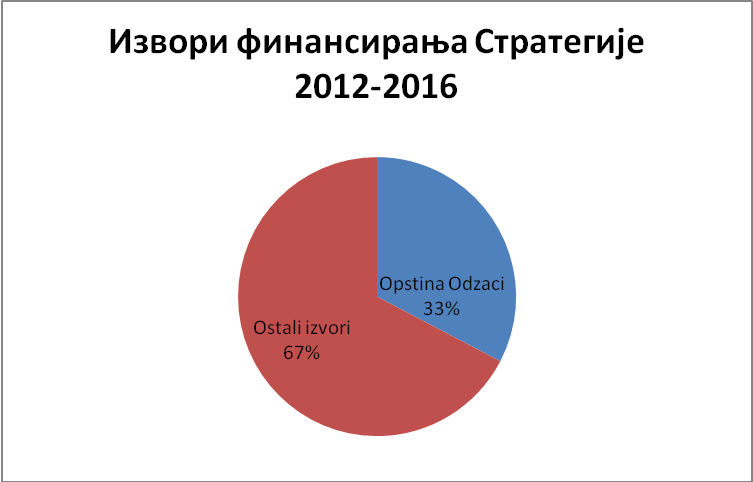 Извори финансирања Стратегије
2012-2016
Opstina Odzaci
33%
Ostali izvori
67%